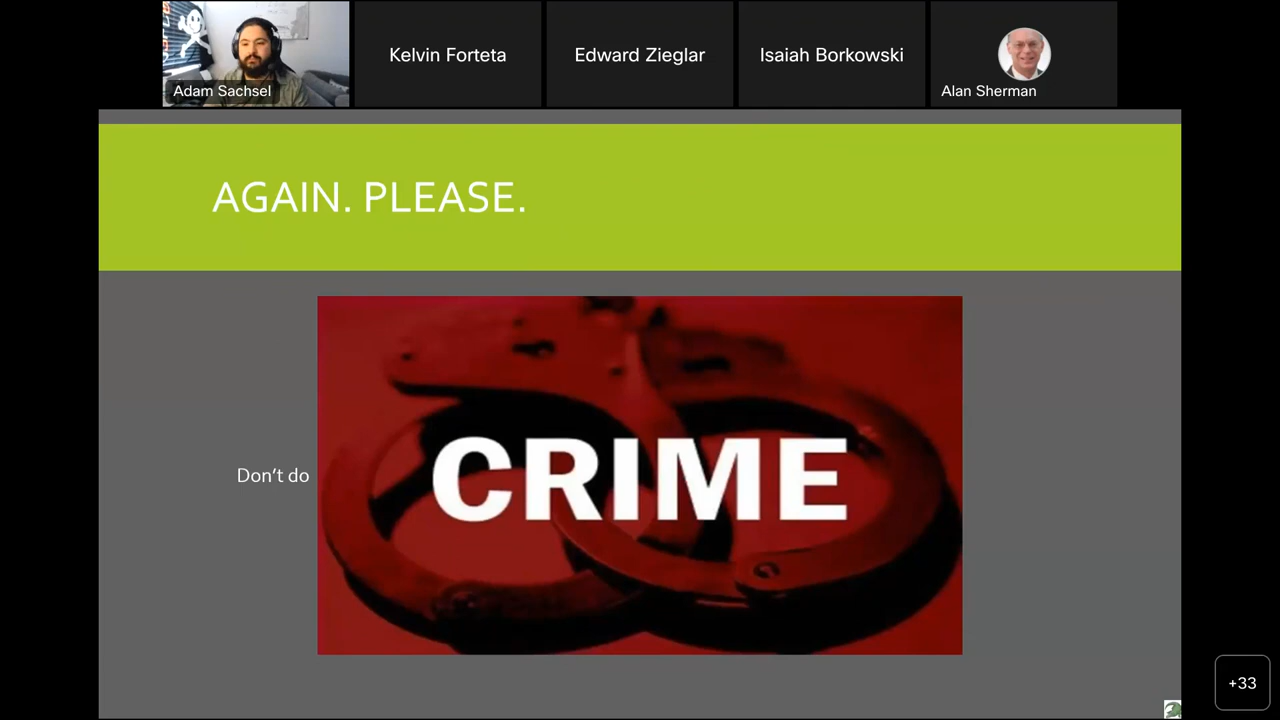 Adam Sachsel
Kelvin Forteta
Edward Zieglar
Isaiah Borkowski
Alan Sherman
AGAIN. PLEASE.
Don't do
CRIME
+33